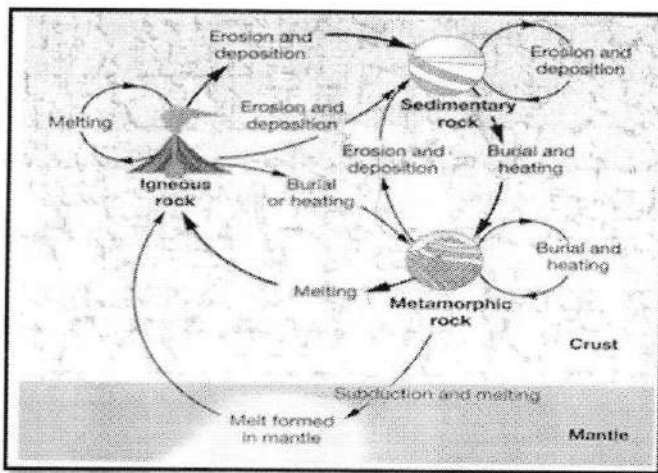 Erosion and
deposition
Erosion and
deposition
Melting
Erosion and
deposition
Sedimentary
rock
Erosion and
deposition
Burial and
heating
Igneous
rock
Burial
or heating
Burial and
heating
Melting
Metamorphic
rock
Crust
Subduction and melting
Melt formed
in mantle
Mantle